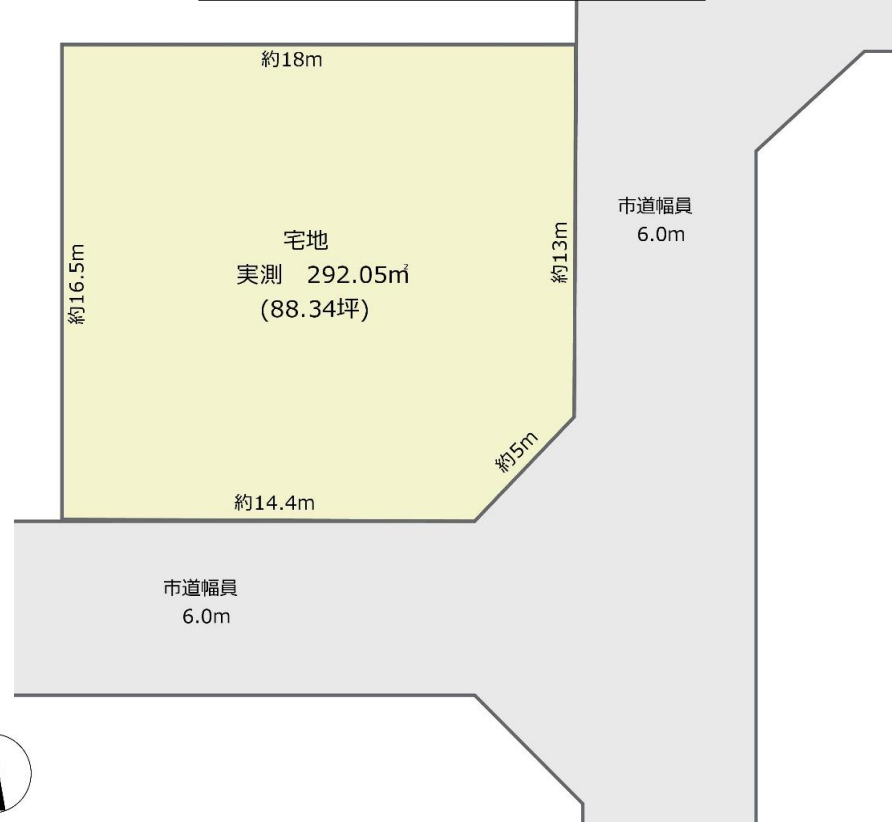 約18m
市道幅員
6.0m
約13m
宅地
実測　292.05㎡
(88.34坪)
約16.5m
約5m
約14.4m
市道幅員
6.0m